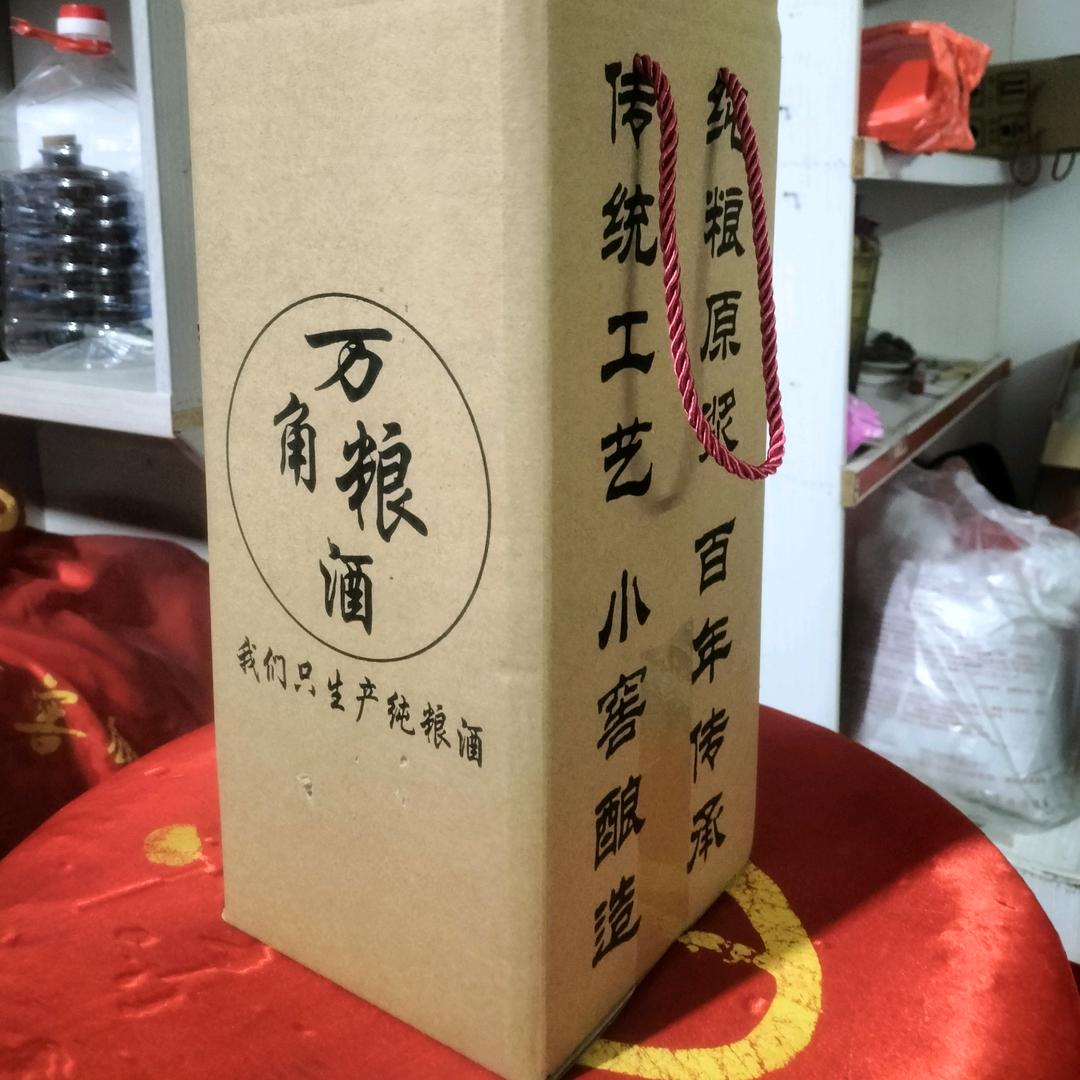 万
角粮
酒
我们只生产纯粮酒
纯粮原浆 百年传承
传统工艺 小窖酿造
窖